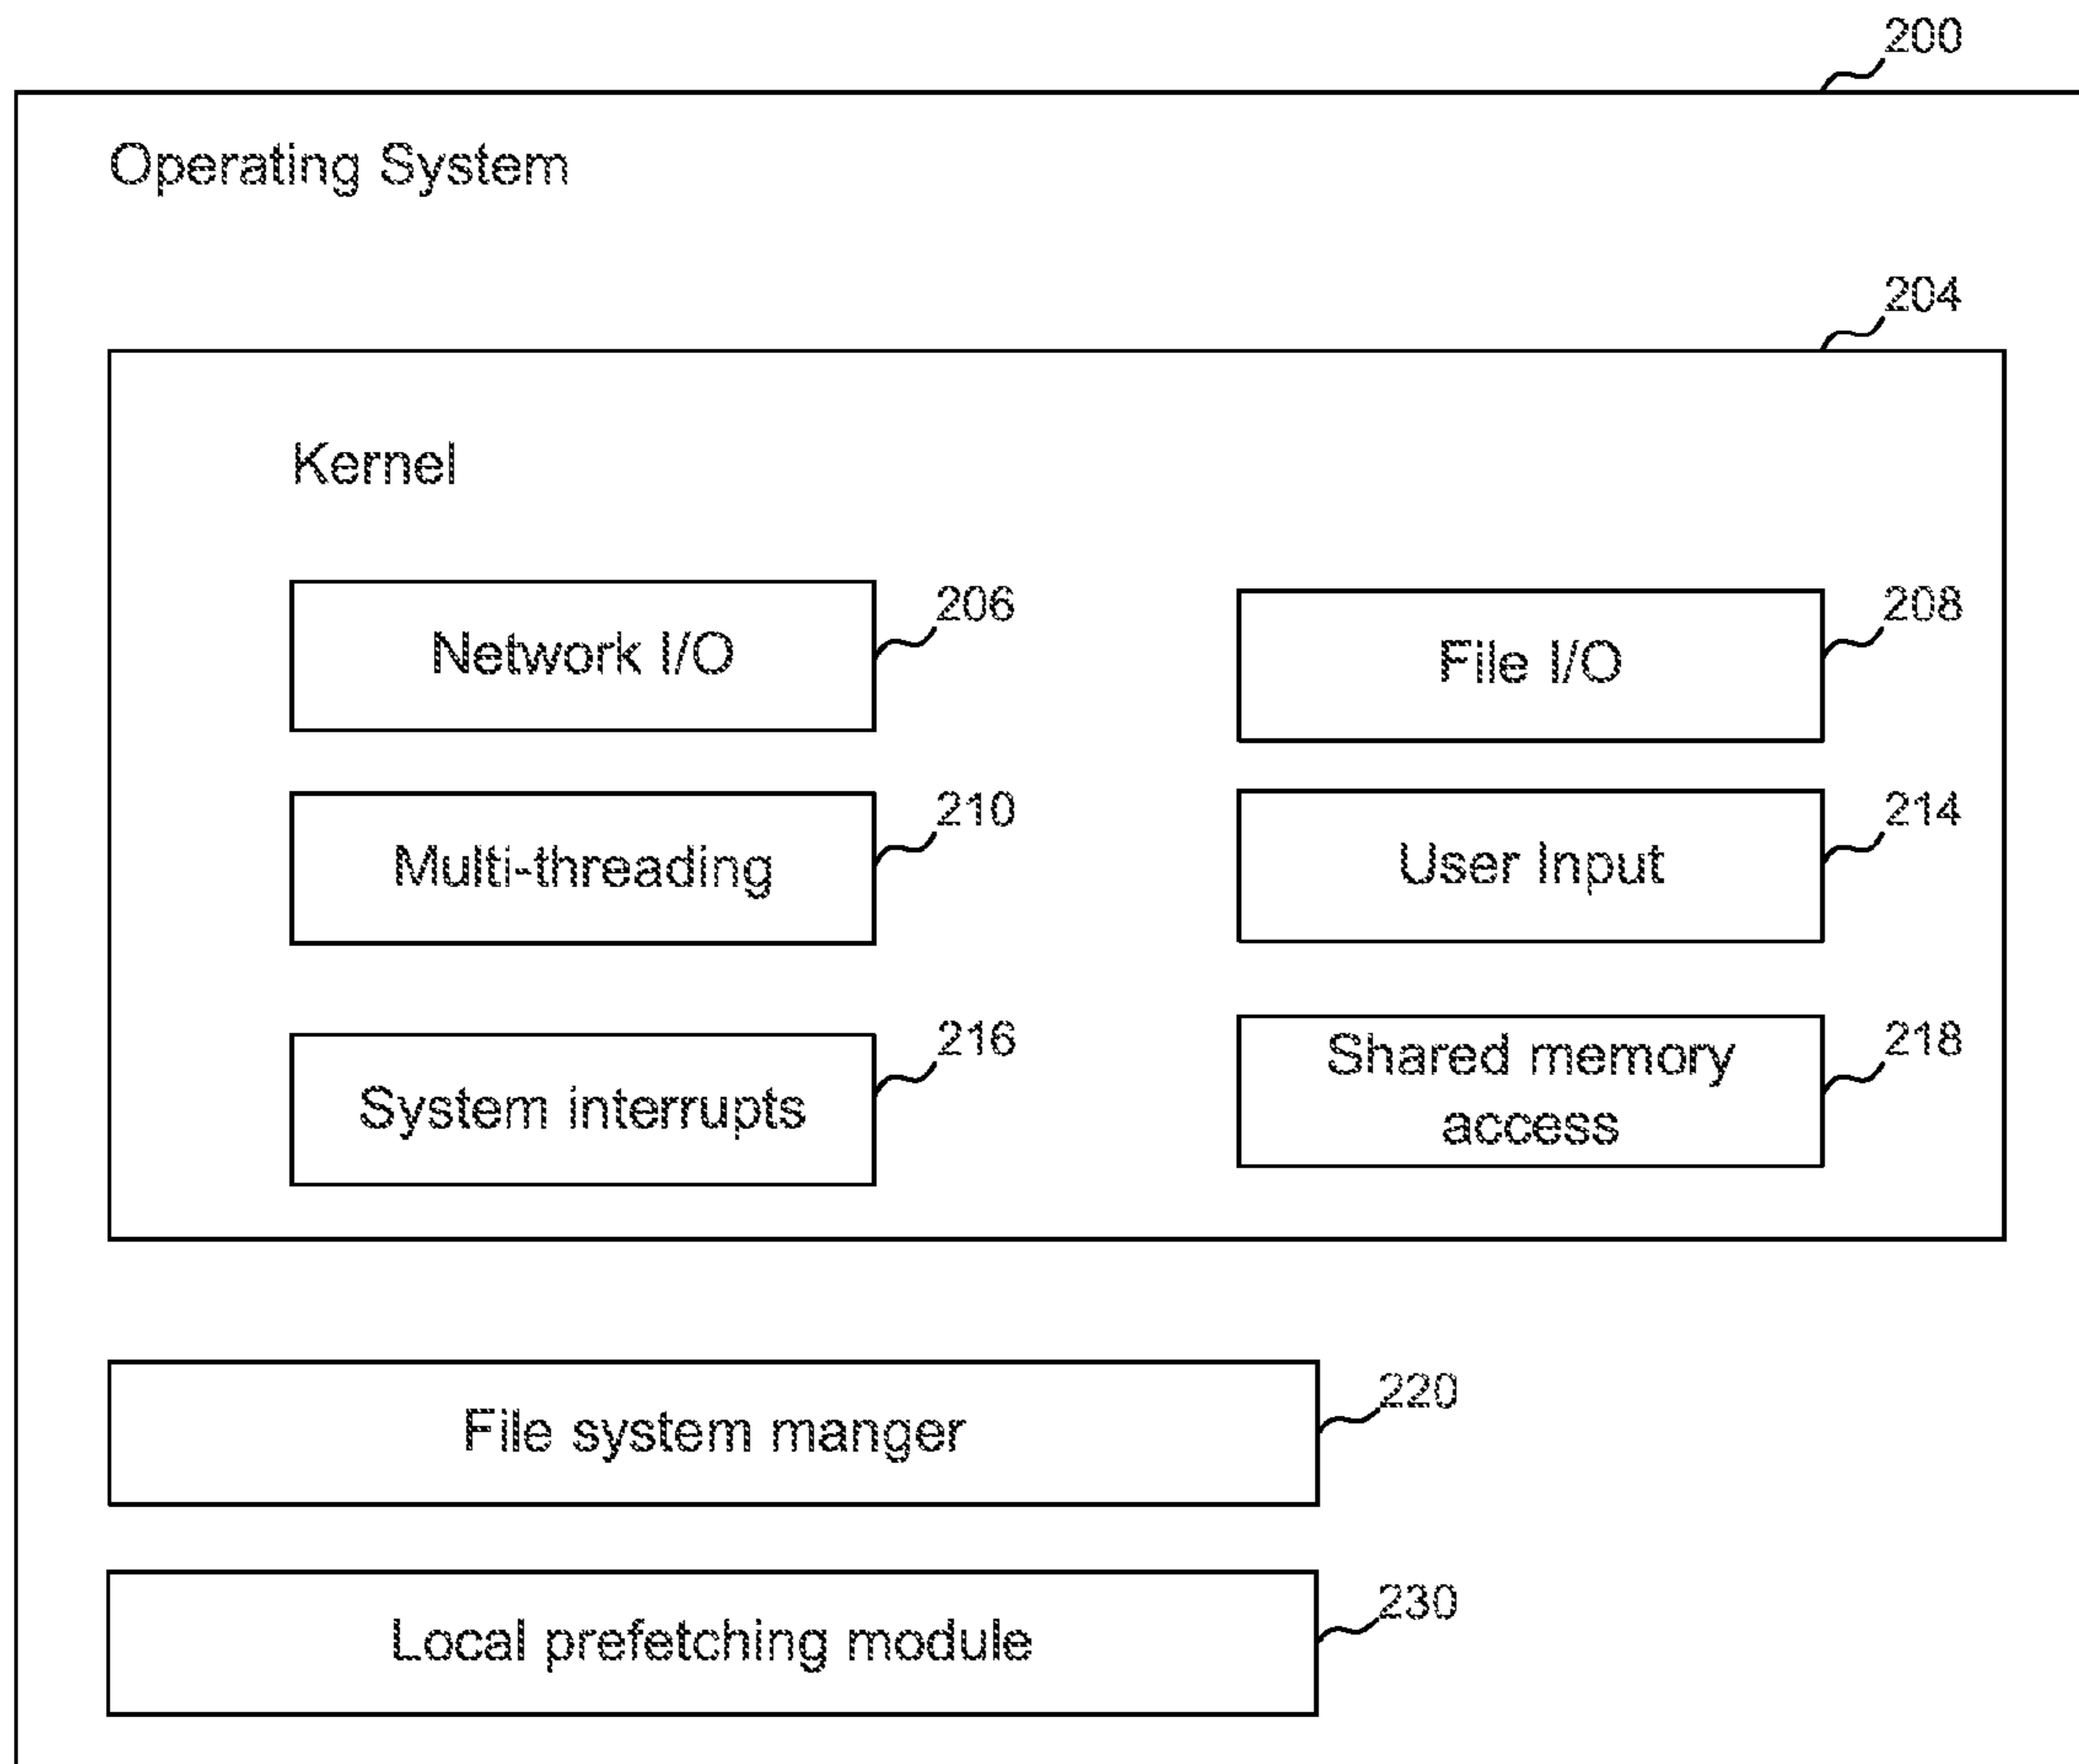 200
Operating System
204
Kernel
Network I/O
206
File I/O
208
Multi-threading
210
User Input
214
System interrupts
216
Shared memory
access
218
File system manger
220
Local prefetching module
230